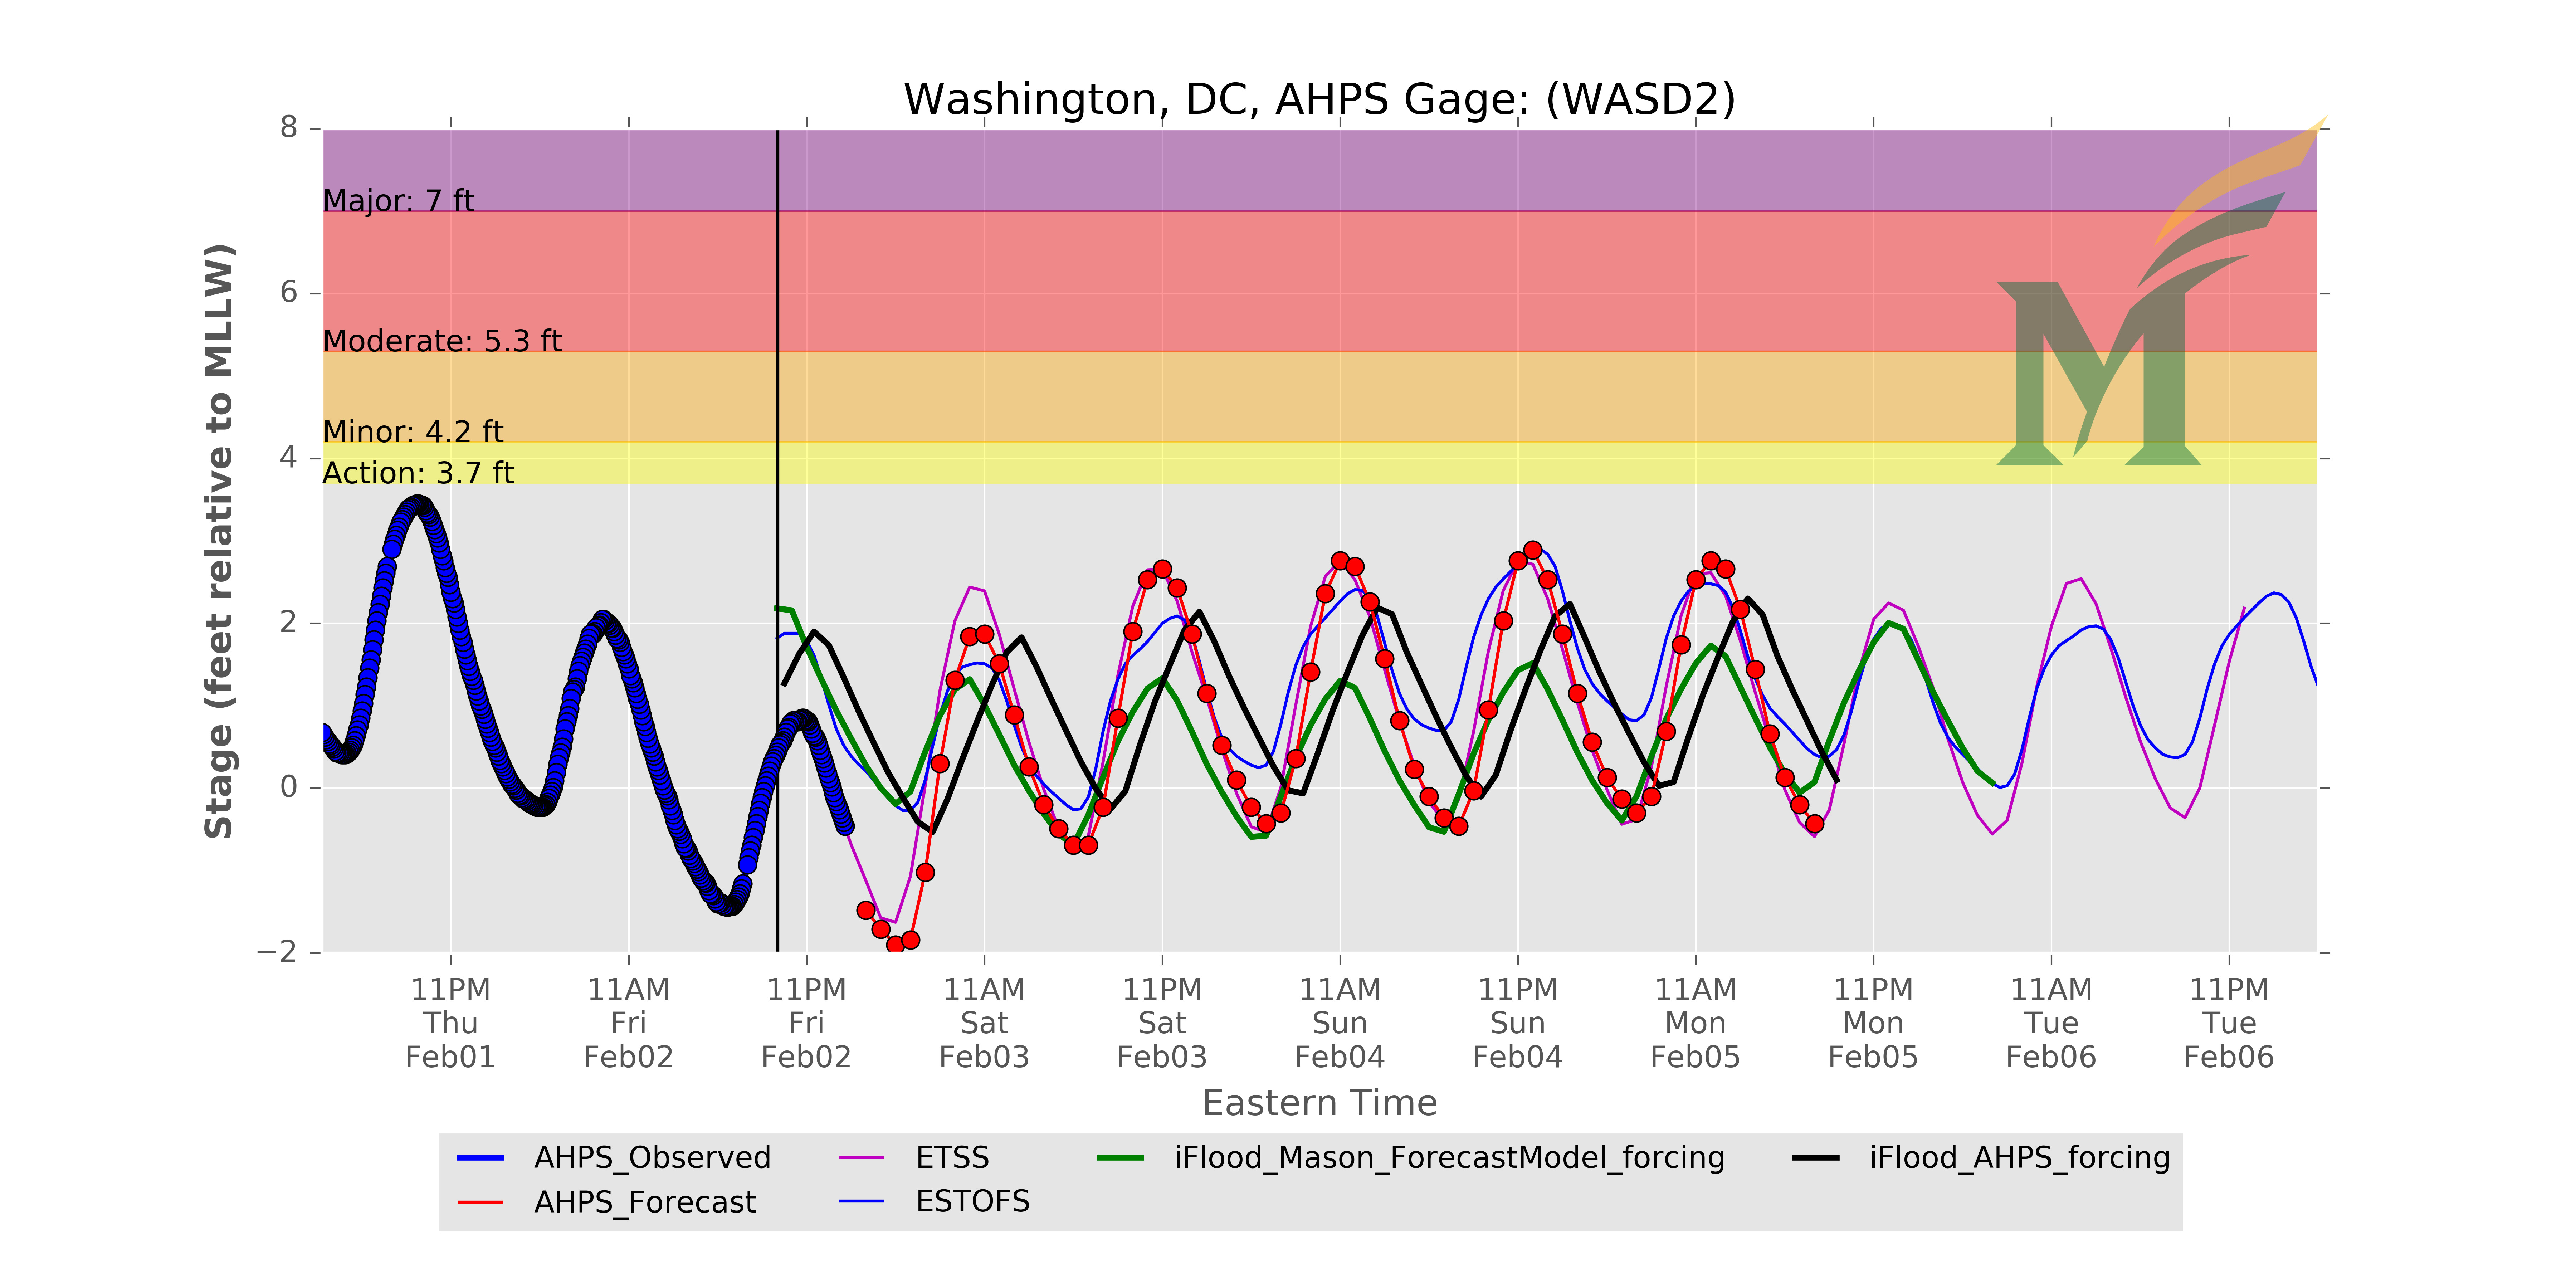 Washington, DC, AHPS Gage: (WASD2)
8
6
4
2
0
−2
Stage (feet relative to MLLW)
Major: 7 ft
Moderate: 5.3 ft
Minor: 4.2 ft
Action: 3.7 ft
M
11PM 11AM 11PM 11AM 11PM 11AM 11PM 11AM 11PM 11AM 11PM
Thu Fri Fri Sat Sat Sun Sun Mon Mon Tue Tue
Feb01 Feb02 Feb02 Feb03 Feb03 Feb04 Feb04 Feb05 Feb05 Feb06 Feb06
Eastern Time
AHPS_Observed ETSS iFlood_Mason_ForecastModel_forcing iFlood_AHPS_forcing
AHPS_Forecast ESTOFS